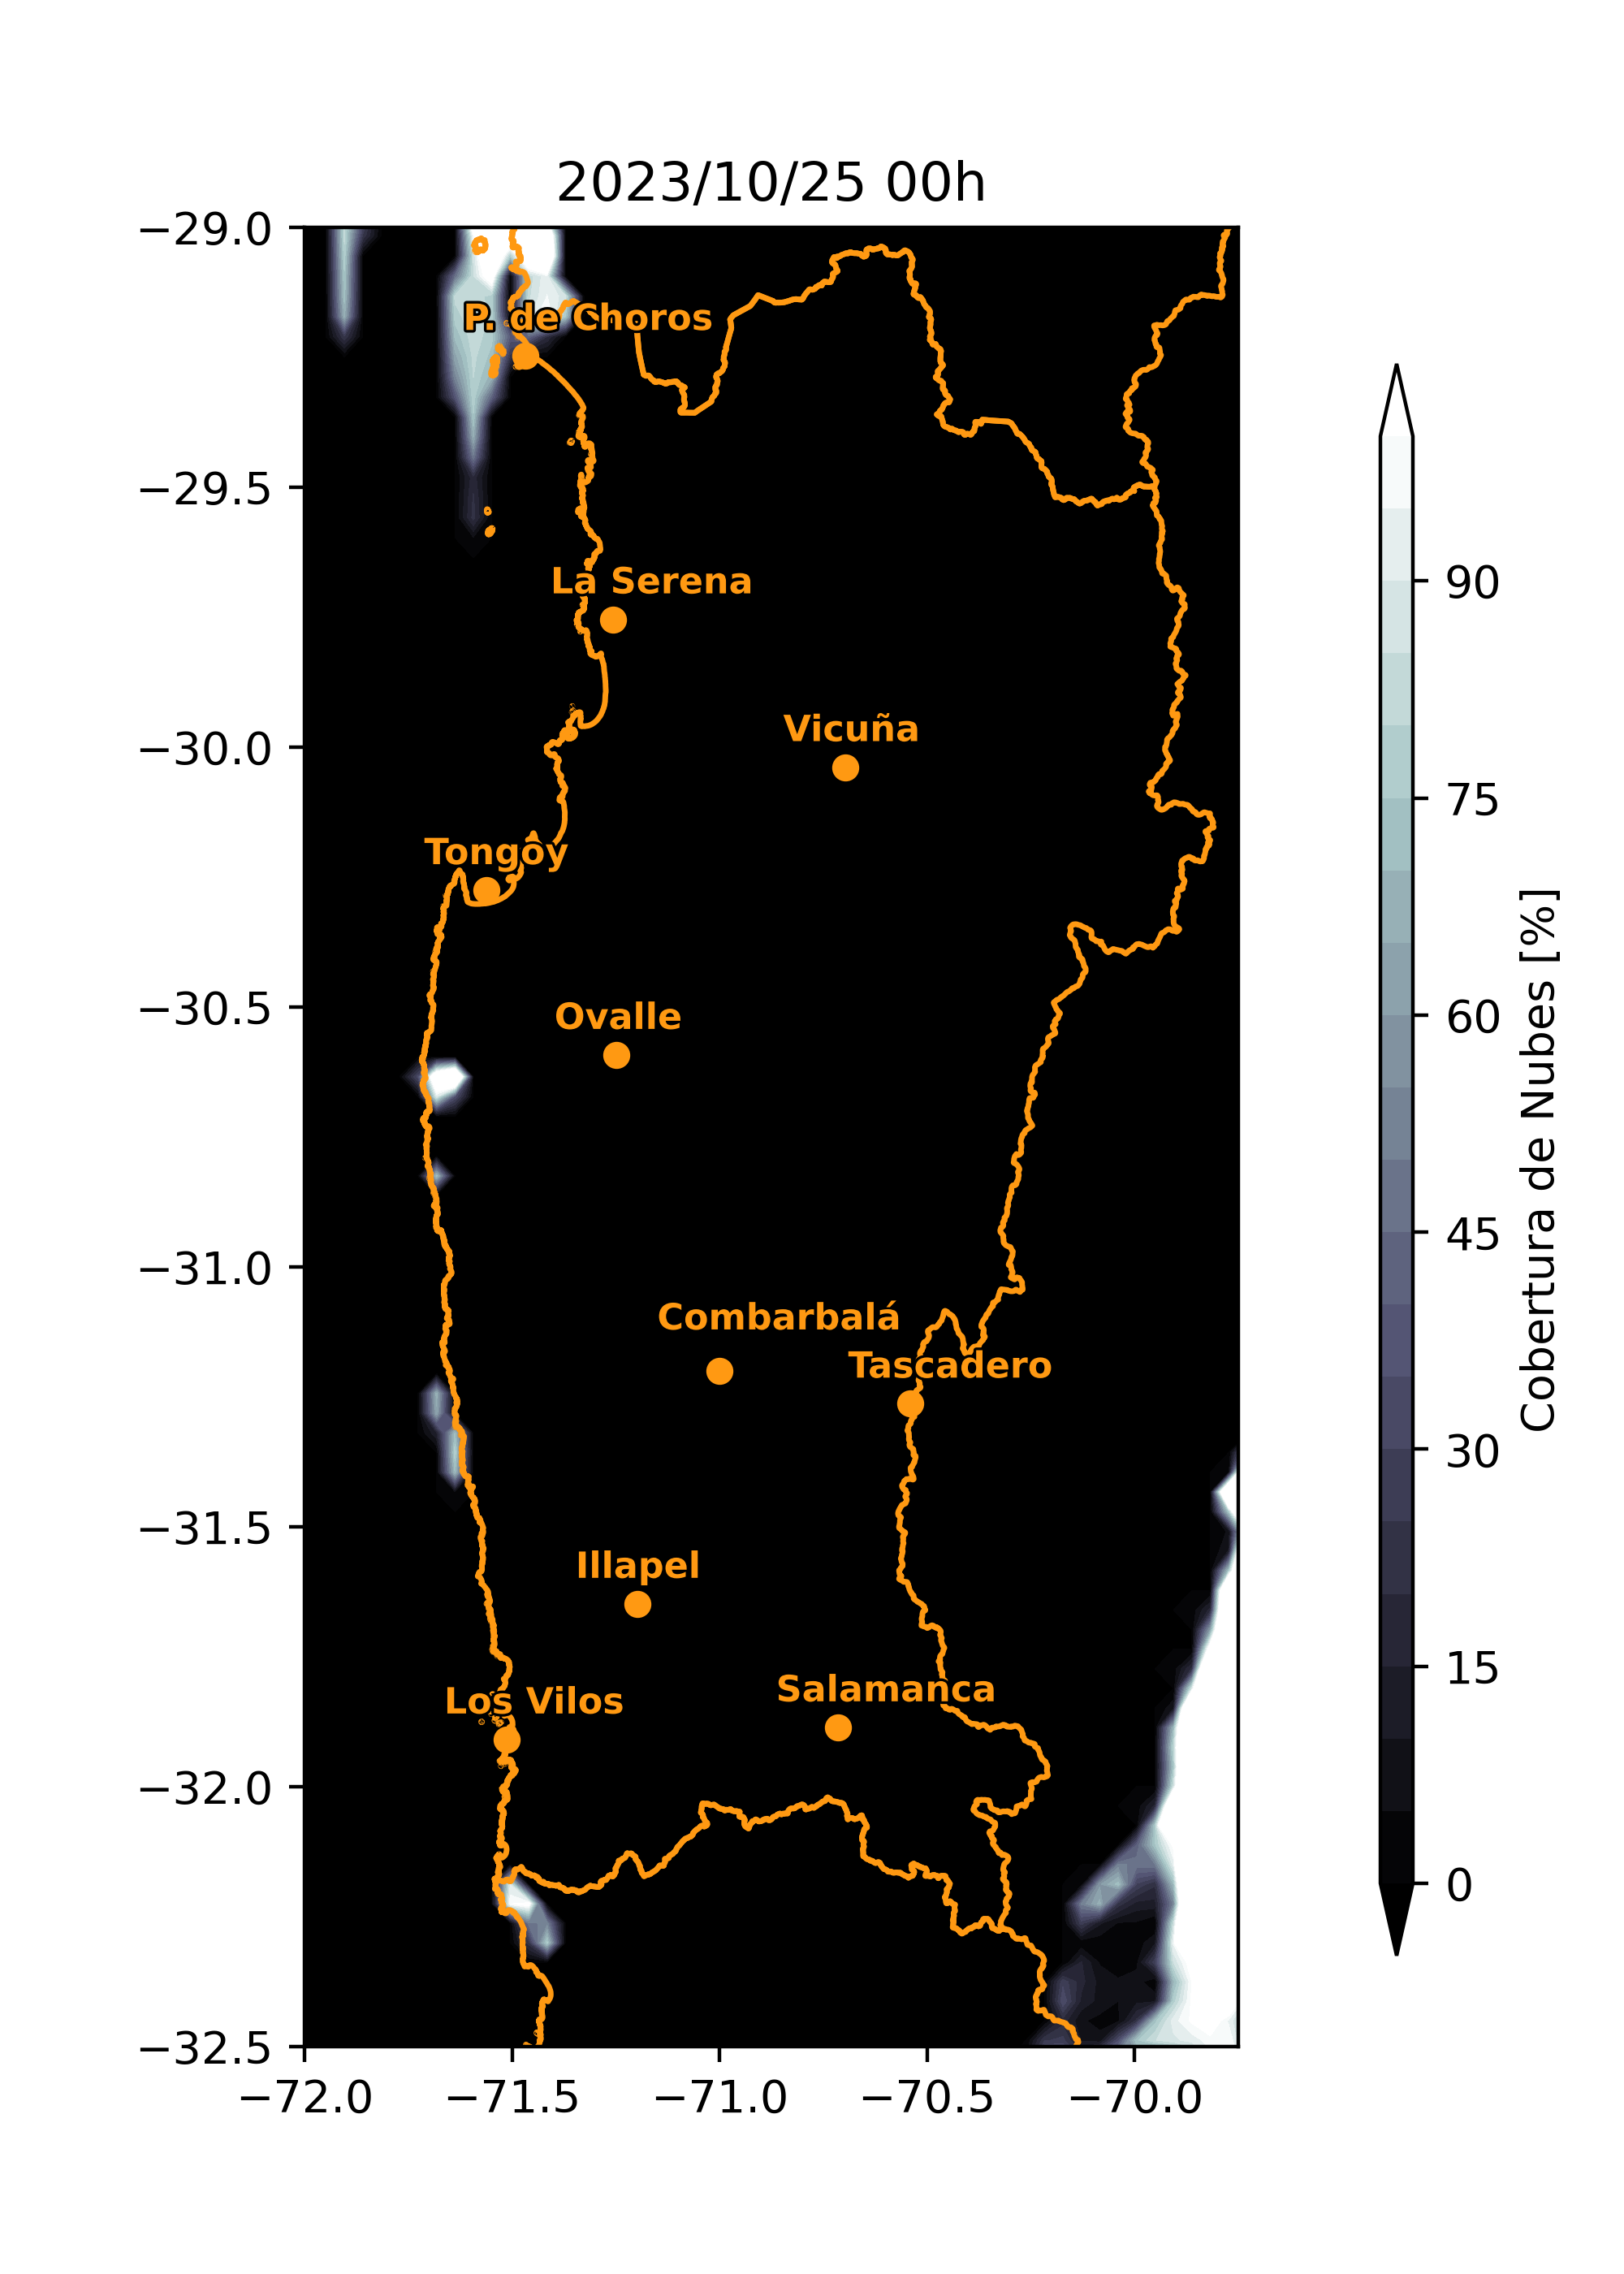 2023/10/25 00h
−29.0
−29.5
−30.0
−30.5
−31.0
−31.5
−32.0
−32.5
−72.0
−71.5
−71.0
−70.5
−70.0
P. de Choros
La Serena
Vicuña
Tongoy
Ovalle
Combarbalá
Tascadero
Illapel
Los Vilos
Salamanca
90
75
60
45
30
15
0
Cobertura de Nubes [%]